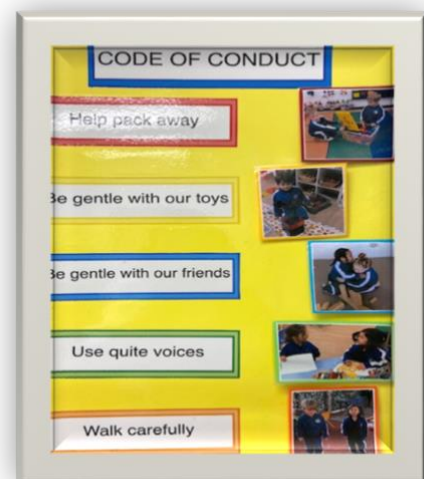 CODE OF CONDUCT
Help pack away
Be gentle with our toys
Be gentle with our friends
Use quite voices
Walk carefully